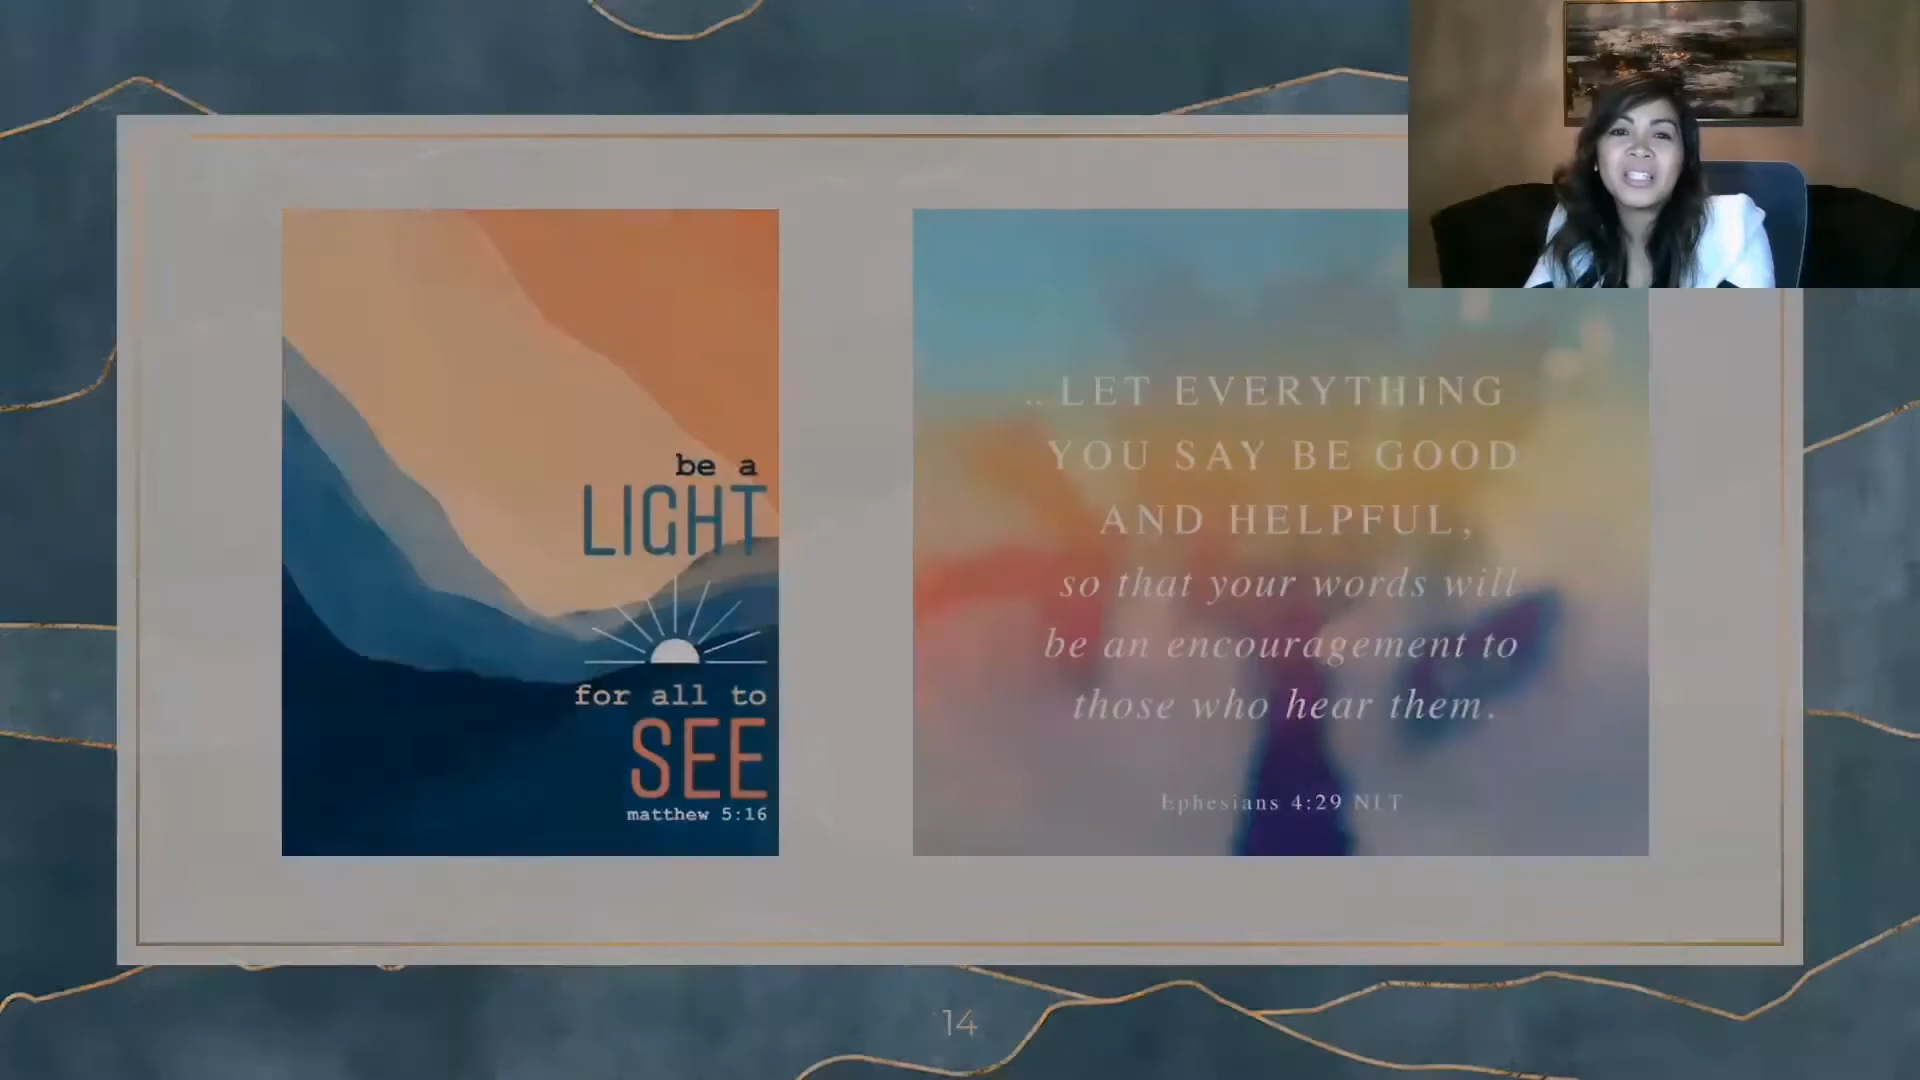 be a
LIGHT
for all to
SEE
matthew 5:16
.. LET EVERYTHING
YOU SAY BE GOOD
AND HELPFUL,
so that your words will
be an encouragement to
those who hear them.
Ephesians 4:29 NLT
14